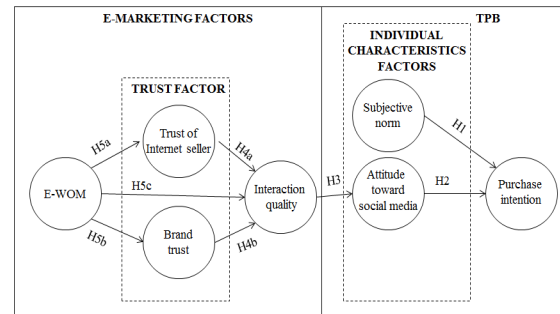 E-MARKETING FACTORS
TPB
INDIVIDUAL
CHARACTERISTICS
FACTORS
TRUST FACTOR
Trust of
Internet seller
Subjective
norm
H5a
H4a
H1
E-WOM
H5c
Interaction
quality
H3
Attitude
toward
social media
H2
Purchase
intention
H5b
H4b
Brand
trust